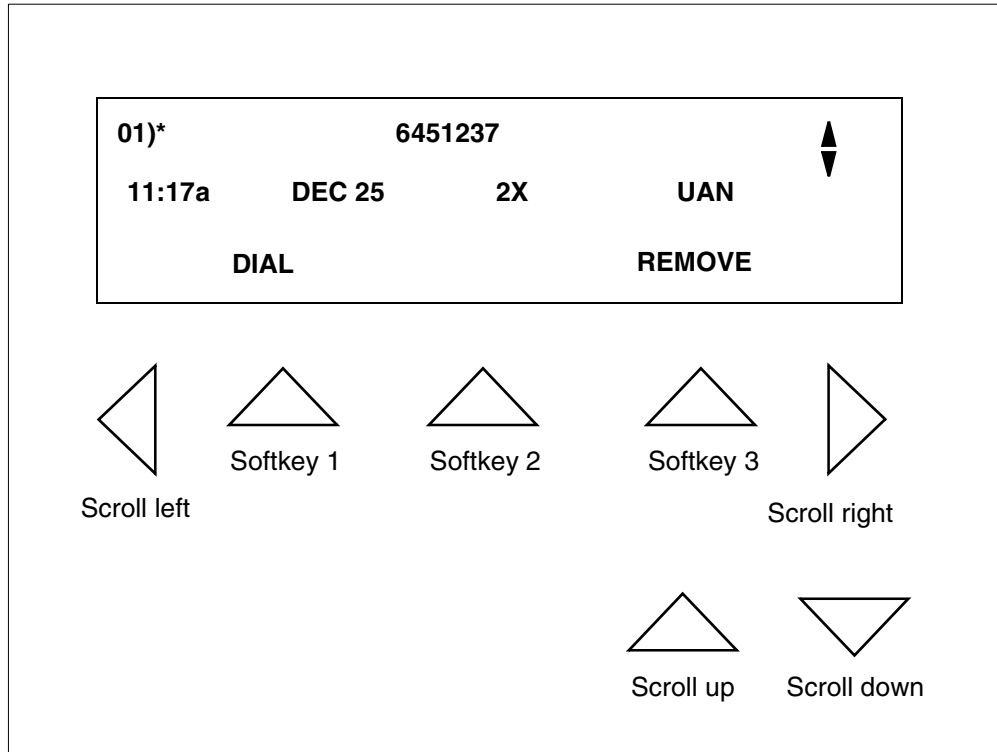 01)* 6451237
11:17a DEC 25 2X UAN
DIAL REMOVE
Softkey 1 Softkey 2 Softkey 3
Scroll left Scroll right
Scroll up Scroll down